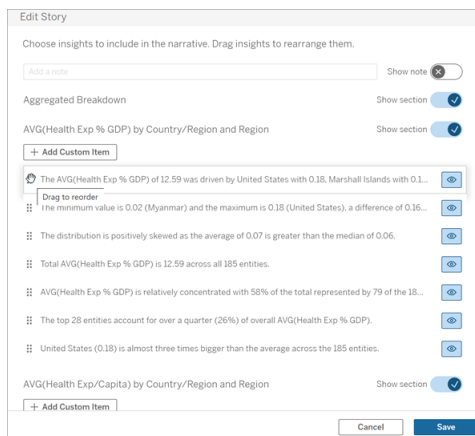 Edit Story
Choose insights to include in the narrative. Drag insights to rearrange them.
Add a note
Show note
Aggregated Breakdown
Show section
AVG(Health Exp % GDP) by Country/Region and Region
Show section
+ Add Custom Item
The AVG(Health Exp % GDP) of 12.59 was driven by United States with 0.18, Marshall Islands with 0.1...
Drag to reorder
The minimum value is 0.02 (Myanmar) and the maximum is 0.18 (United States), a difference of 0.16...
The distribution is positively skewed as the average of 0.07 is greater than the median of 0.06.
Total AVG(Health Exp % GDP) is 12.59 across all 185 entities.
AVG(Health Exp % GDP) is relatively concentrated with 58% of the total represented by 79 of the 18...
The top 28 entities account for over a quarter (26%) of overall AVG(Health Exp % GDP).
United States (0.18) is almost three times bigger than the average across the 185 entities.
AVG(Health Exp/Capita) by Country/Region and Region
Show section
+ Add Custom Item
Cancel
Save